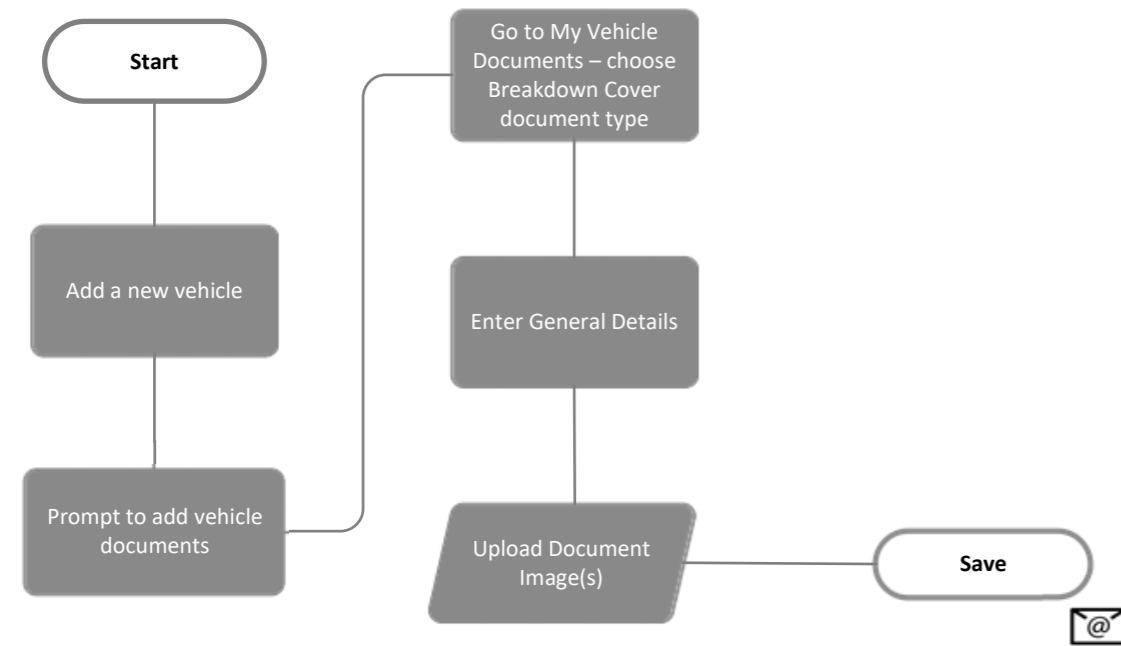 Start
Add a new vehicle
Prompt to add vehicle
documents
Go to My Vehicle
Documents – choose
Breakdown Cover
document type
Enter General Details
Upload Document
Image(s)
Save
@